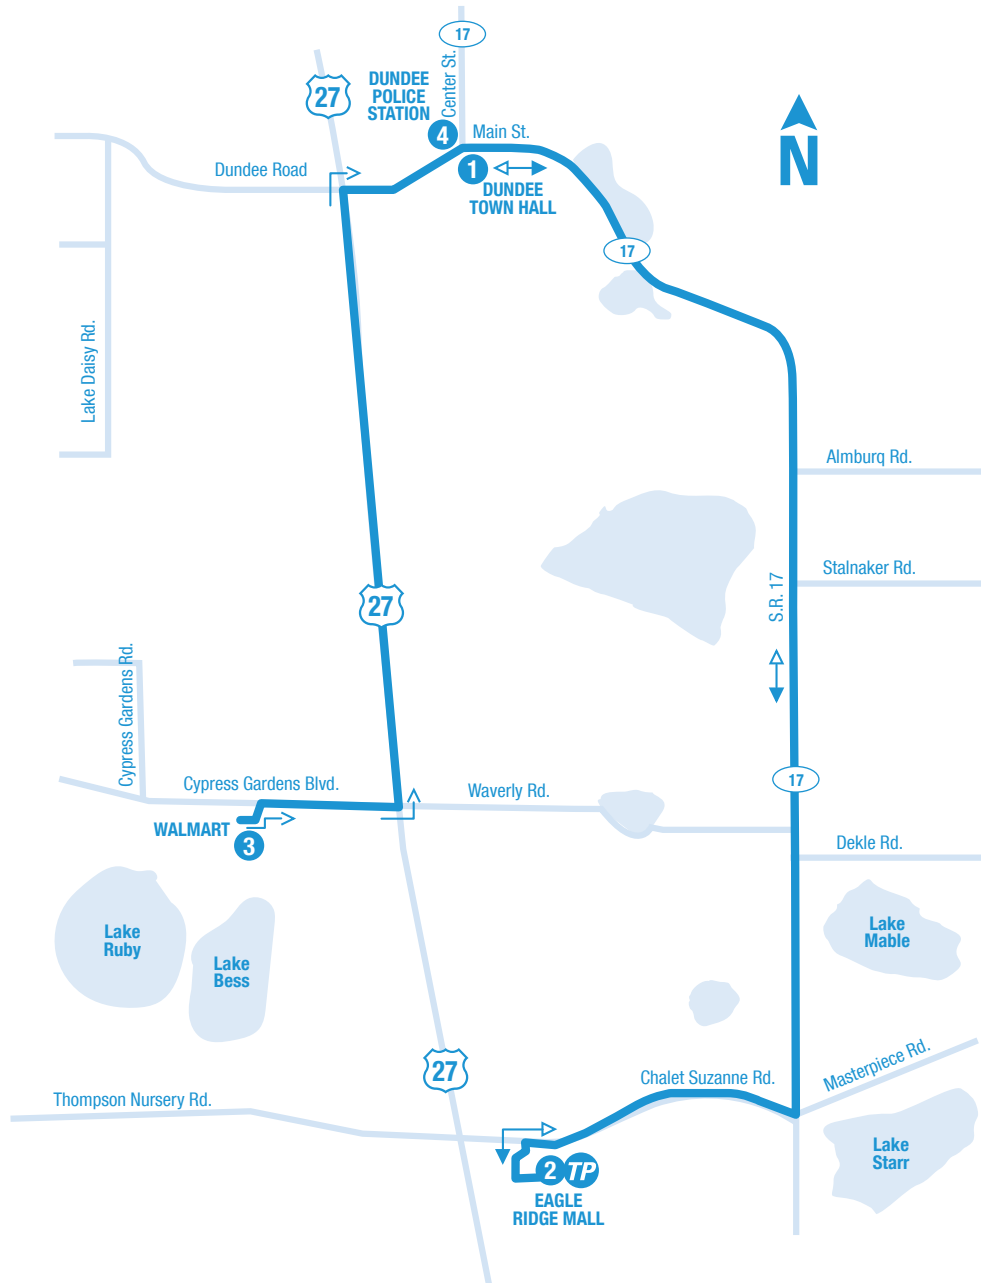 17
Center St.
27
DUNDEE
POLICE
STATION
4
Main St.
N
Dundee Road
1
DUNDEE
TOWN HALL
17
Lake Daisy Rd.
Almburq Rd.
Stalnaker Rd.
S.R. 17
27
Cypress Gardens Rd.
17
Cypress Gardens Blvd.
Waverly Rd.
WALMART
3
Dekle Rd.
Lake
Ruby
Lake
Bess
Lake
Mable
27
Masterpiece Rd.
Chalet Suzanne Rd.
Thompson Nursery Rd.
Lake
Starr
2 TP
EAGLE
RIDGE MALL